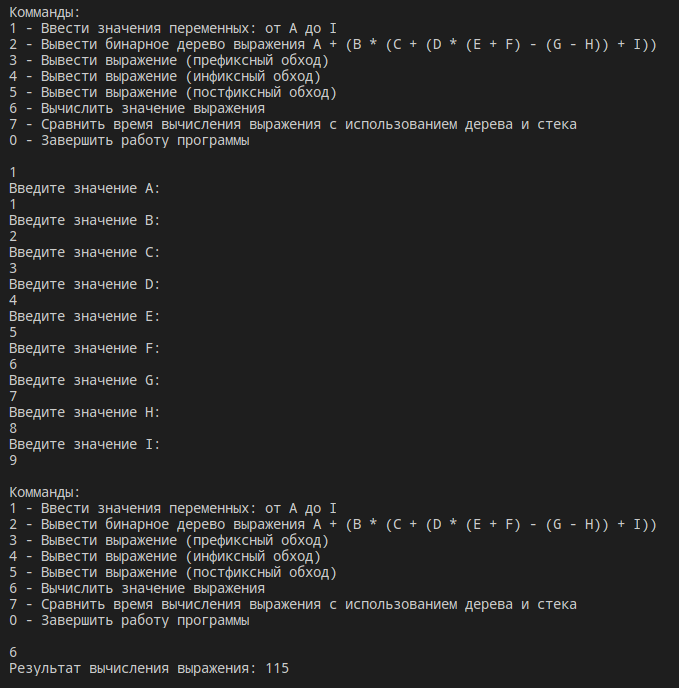 Комманды:
1 - Ввести значения переменных: от A до I
2 - Вывести бинарное дерево выражения A + (B * (C + (D * (E + F) - (G - H)) + I))
3 - Вывести выражение (префиксный обход)
4 - Вывести выражение (инфиксный обход)
5 - Вывести выражение (постфиксный обход)
6 - Вычислить значение выражения
7 - Сравнить время вычисления выражения с использованием дерева и стека
0 - Завершить работу программы
1
Введите значение A:
1
Введите значение B:
2
Введите значение C:
3
Введите значение D:
4
Введите значение E:
5
Введите значение F:
6
Введите значение G:
7
Введите значение H:
8
Введите значение I:
9
Комманды:
1 - Ввести значения переменных: от A до I
2 - Вывести бинарное дерево выражения A + (B * (C + (D * (E + F) - (G - H)) + I))
3 - Вывести выражение (префиксный обход)
4 - Вывести выражение (инфиксный обход)
5 - Вывести выражение (постфиксный обход)
6 - Вычислить значение выражения
7 - Сравнить время вычисления выражения с использованием дерева и стека
0 - Завершить работу программы
6
Результат вычисления выражения: 115